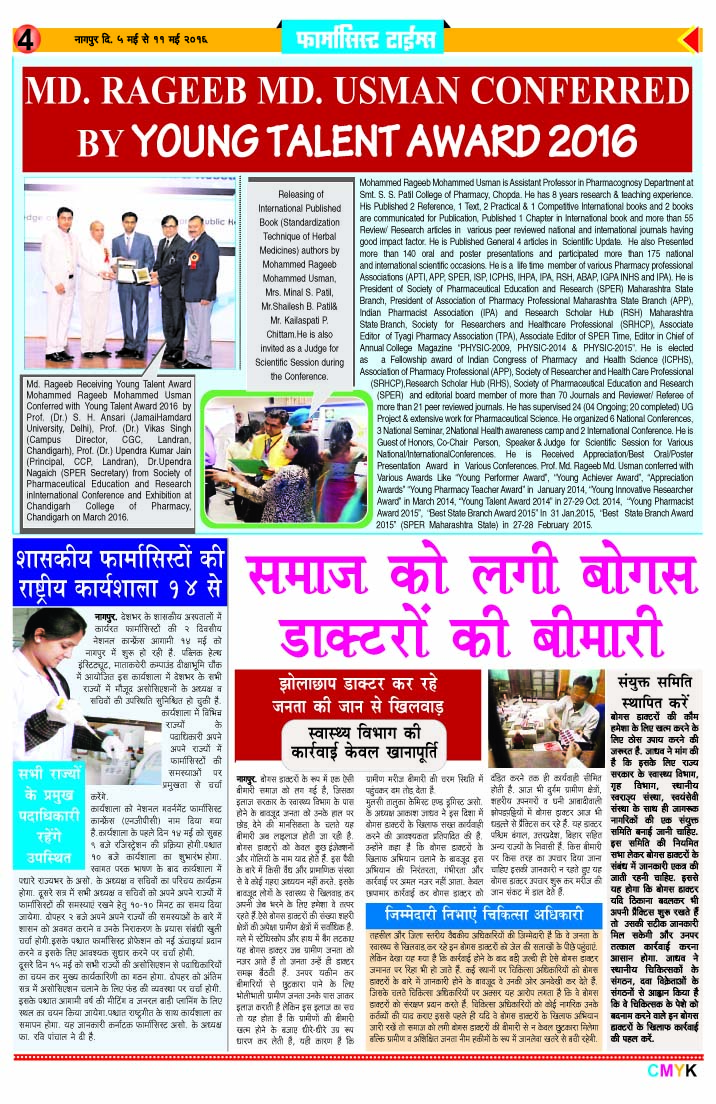 4
नागपुर दि. ५ मई से ११ मई २०१६
फार्मासिस्ट टाईम्स
MD. RAGEEB MD. USMAN CONFERRED
BY YOUNG TALENT AWARD 2016
Releasing of
International Published
Book (Standardization
Technique of Herbal
Medicines) authors by
Mohammed Rageeb
Mohammed Usman,
Mrs. Minal S. Patil,
Mr.Shailesh B. Patil&
Mr. Kailaspati P.
Chittam.He is also
invited as a Judge for
Scientific Session during
the Conference.
Md. Rageeb Receiving Young Talent Award
Mohammed Rageeb Mohammed Usman
Conferred with Young Talent Award 2016 by
Prof. (Dr.) S. H. Ansari (JamaiHamdard
University, Delhi), Prof. (Dr.) Vikas Singh
(Campus Director, CGC, Landran,
Chandigarh), Prof. (Dr.) Upendra Kumar Jain
(Principal, CCP, Landran), Dr.Upendra
Nagaich (SPER Secretary) from Society of
Pharmaceutical Education and Research
inInternational Conference and Exhibition at
Chandigarh College of Pharmacy,
Chandigarh on March 2016.
Mohammed Rageeb Mohammed Usman is Assistant Professor in Pharmacognosy Department at
Smt. S. S. Patil College of Pharmacy, Chopda. He has 8 years research & teaching experience.
His Published 2 Reference, 1 Text, 2 Practical & 1 Competitive International books and 2 books
are communicated for Publication, Published 1 Chapter in International book and more than 55
Review/ Research articles in various peer reviewed national and international journals having
good impact factor. He is Published General 4 articles in Scientific Update. He also Presented
more than 140 oral and poster presentations and participated more than 175 national
and international scientific occasions. He is a life time member of various Pharmacy professional
Associations (APTI, APP, SPER, ISP, ICPHS, IHPA, IPA, RSH, ABAP, IGPA INHS and IPA). He is
President of Society of Pharmaceutical Education and Research (SPER) Maharashtra State
Branch, President of Association of Pharmacy Professional Maharashtra State Branch (APP),
Indian Pharmacist Association (IPA) and Research Scholar Hub (RSH) Maharashtra
State Branch, Society for Researchers and Healthcare Professional (SRHCP), Associate
Editor of Tyagi Pharmacy Association (TPA), Associate Editor of SPER Time, Editor in Chief of
Annual College Magazine "PHYSIC-2009, PHYSIC-2014 & PHYSIC-2015". He is elected
as a Fellowship award of Indian Congress of Pharmacy and Health Science (ICPHS),
Association of Pharmacy Professional (APP), Society of Researcher and Health Care Professional
(SRHCP),Research Scholar Hub (RHS), Society of Pharmaceutical Education and Research
(SPER) and editorial board member of more than 70 Journals and Reviewer/ Referee of
more than 21 peer reviewed journals. He has supervised 24 (04 Ongoing; 20 completed) UG
Project & extensive work for Pharmaceutical Science. He organized 6 National Conferences,
3 National Seminar, 2National Health awareness camp and 2 International Conference. He is
Guest of Honors, Co-Chair Person, Speaker & Judge for Scientific Session for Various
National/InternationalConferences. He is Received Appreciation/Best Oral/Poster
Presentation Award in Various Conferences. Prof. Md. Rageeb Md. Usman conferred with
Various Awards Like "Young Performer Award", "Young Achiever Award", "Appreciation
Awards" "Young Pharmacy Teacher Award" in January 2014, "Young Innovative Researcher
Award" in March 2014, "Young Talent Award 2014" in 27-29 Oct. 2014, "Young Pharmacist
Award 2015", "Best State Branch Award 2015" In 31 Jan.2015, "Best State Branch Award
2015" (SPER Maharashtra State) in 27-28 February 2015.
शासकीय फार्मासिस्टों की
राष्ट्रीय कार्यशाला १४ से
नागपुर. देशभर के शासकीय अस्पतालों में
कार्यरत फार्मासिस्टों की २ दिवसीय
नेशनल कान्फ्रेंस आगामी १४ मई को
नागपुर में शुरू हो रही है. पब्लिक हेल्थ
इंस्टिट्यूट, माताकचेरी कम्पाउंड दीक्षाभूमि चौक
में आयोजित इस कार्यशाला में देशभर के सभी
राज्यों में मौजूद असोसिएशनों के अध्यक्ष व
सचिवों की उपस्थिति सुनिश्चित हो चुकी है.
कार्यशाला में विभिन्न
राज्यों के
पदाधिकारी अपने
अपने राज्यों में
फार्मासिस्टों की
समस्याओं पर
प्रमुखता से चर्चा
करेंगे.
सभी राज्यों
के प्रमुख
पदाधिकारी
रहेंगे
उपस्थित
कार्यशाला को नेशनल गवर्नमेंट फार्मासिस्ट
कान्फ्रेंस (एनजीपीसी) नाम दिया गया
है.कार्यशाला के पहले दिन १४ मई को सुबह
९ बजे रजिस्ट्रेशन की प्रक्रिया होगी.पश्चात
१० बजे कार्यशाला का शुभारंभ होगा.
स्वागत परक भाषण के बाद कार्यशाला में
पधारे राज्यभर के असो. के अध्यक्ष व सचिवों का परिचय कार्यक्रम
होगा. दूसरे सत्र में सभी अध्यक्ष व सचिवों को अपने अपने राज्यों में
फार्मासिस्टों की समस्याएं रखने हेतु १०-१० मिनट का समय दिया
जायेगा. दोपहर २ बजे अपने अपने राज्यों की समस्याओं के बारे में
शासन को अवगत कराने व उनके निराकरण के प्रयास संबंधी खुली
चर्चा होगी.इसके पश्चात फार्मासिस्ट प्रोफेशन को नई ऊंचाइयां प्रदान
करने व इसके लिए आवश्यक सुधार करने पर चर्चा होगी.
दूसरे दिन १५ मई को सभी राज्यों की असोसिएशन से पदाधिकारियों
का चयन कर मुख्य कार्यकारिणी का गठन होगा. दोपहर को अंतिम
सत्र में असोसिएशन चलाने के लिए फंड की व्यवस्था पर चर्चा होगी.
इसके पश्चात आगामी वर्ष की मीटिंग व जनरल बाडी प्लानिंग के लिए
स्थल का चयन किया जायेगा.पश्चात राष्ट्रगीत के साथ कार्यशाला का
समापन होगा. यह जानकारी कर्नाटक फार्मासिस्ट असो. के अध्यक्ष
फा. रवि पांचाल ने दी है.
समाज को लगी बोगस
डाक्टरों की बीमारी
झोलाछाप डाक्टर कर रहे
जनता की जान से खिलवाड़
स्वास्थ्य विभाग की
कार्रवाई केवल खानापूर्ति
नागपूर. बोगस डाक्टरों के रूप में एक ऐसी
बीमारी समाज को लग गई है, जिसका
इलाज सरकार के स्वास्थ्य विभाग के पास
होने के बावजूद जनता को उनके हाल पर
छोड़ देने की मानसिकता के चलते यह
बीमारी अब लाइलाज होती जा रही है.
बोगस डाक्टरों को केवल कुछ इंजेक्शनों
और गोलियों के नाम याद होते हैं. इस पैथी
के बारे में किसी वैध और प्रामाणिक संस्था
से वे कोई गहरा अध्ययन नहीं करते. इसके
बावजूद लोगों के स्वास्थ्य से खिलवाड़ कर
अपनी जेब भरने के लिए हमेशा वे तत्पर
रहते हैं.ऐसे बोगस डाक्टरों की संख्या शहरी
क्षेत्रों की अपेक्षा ग्रामीण क्षेत्रों में सर्वाधिक है.
गले में स्टेथिस्कोप और हाथ में बैग लटकाए
यह बोगस डाक्टर जब ग्रामीण जनता को
नजर आते हैं तो जनता उन्हें ही डाक्टर
समझ बैठती है. उनपर यकीन कर
बीमारियों से छुटकारा पाने के लिए
भोलीभाली ग्रामीण जनता उनके पास जाकर
इलाज कराती है लेकिन इस इलाज का सच
तो यह होता है कि ग्रामीणों की बीमारी
खत्म होने के बजाए धीरे-धीरे उग्र रूप
धारण कर लेती है, यही कारण है कि
ग्रामीण मरीज बीमारी की चरम स्थिति में
पहुंचकर दम तोड़ देता है.
मुलसी तालुका केमिस्ट एण्ड ड्रगिस्ट असो.
के अध्यक्ष आकाश जाधव ने इस दिशा में
बोगस डाक्टरों के खिलाफ सख्त कार्यवाही
करने की आवश्यकता प्रतिपादित की है.
उन्होंने कहा है कि बोगस डाक्टरों के
खिलाफ अभियान चलाने के बावजूद इस
अभियान की निरंतरता, गंभीरता और
कार्रवाई पर अमल नजर नहीं आता. केवल
छापामार कार्रवाई कर बोगस डाक्टरों को
दंडित करने तक ही कार्यवाही सीमित
होती है. आज भी दुर्गम ग्रामीण क्षेत्रों,
शहरीय उपनगरों व घनी आबादीवाली
झोपड़पट्टियों में बोगस डाक्टर आज भी
धडल्ले से प्रैक्टिस कर रहे हैं. यह डाक्टर
पश्चिम बंगाल, उत्तरप्रदेश, बिहार सहित
अन्य राज्यों के निवासी हैं. किस बीमारी
पर किस तरह का उपचार दिया जाना
चाहिए इसकी जानकारी न रहते हुए यह
बोगस डाक्टर उपचार शुरू कर मरीज की
जान संकट में डाल देते हैं.
जिम्मेदारी निभाएं चिकित्सा अधिकारी
तहसील और जिला स्तरीय वैद्यकीय अधिकारियों की जिम्मेदारी है कि वे जनता के
स्वास्थ्य से खिलवाड़ कर रहे इन बोगस डाक्टरों को जेल की सलाखों के पीछे पहुंचाएं.
लेकिन देखा यह गया है कि कार्रवाई होने के बाद बड़ी जल्दी ही ऐसे बोगस डाक्टर
जमानत पर रिहा भी हो जाते हैं. कई स्थानों पर चिकित्सा अधिकारियों को बोगस
डाक्टरों के बारे में जानकारी होने के बावजूद वे उनकी ओर अनदेखी कर देते हैं.
जिसके चलते चिकित्सा अधिकारियों पर अक्सर यह आरोप लगता है कि वे बोगस
डाक्टरों को संरक्षण प्रदान करते हैं. चिकित्सा अधिकारियों को कोई नागरिक उनके
कर्तव्यों की याद कराए इससे पहले ही यदि वे बोगस डाक्टरों के खिलाफ अभियान
जारी रखें तो समाज को लगी बोगस डाक्टरों की बीमारी से न केवल छुटकारा मिलेगा
बल्कि ग्रामीण व अशिक्षित जनता नीम हकीमों के रूप में जानलेवा खतरे से बरी रहेगी.
संयुक्त समिति
स्थापित करें
बोगस डाक्टरों की कौम
हमेशा के लिए खत्म करने के
लिए ठोस उपाय करने की
जरूरत है. जाधव ने मांग की
है कि इसके लिए राज्य
सरकार के स्वास्थ्य विभाग,
गृह विभाग, स्थानीय
स्वराज्य संस्था, स्वयंसेवी
संस्था के साथ ही जागरूक
नागरिकों की एक संयुक्त
समिति बनाई जानी चाहिए.
इस समिति की नियमित
सभा लेकर बोगस डाक्टरों के
संबंध में जानकारी एकत्र की
जाती रहनी चाहिए. इससे
यह होगा कि बोगस डाक्टर
यदि ठिकाना बदलकर भी
अपनी प्रैक्टिस शुरू रखते हैं
तो उसकी सटीक जानकारी
मिल सकेगी और उनपर
तत्काल कार्रवाई करना
आसान होगा. जाधव ने
स्थानीय चिकित्सकों के
संगठन, दवा विक्रेताओं के
संगठनों से आह्वान किया है
कि वे चिकित्सक के पेशे को
बदनाम करने वाले इन बोगस
डाक्टरों के खिलाफ कार्रवाई
की पहल करें.
CMYK